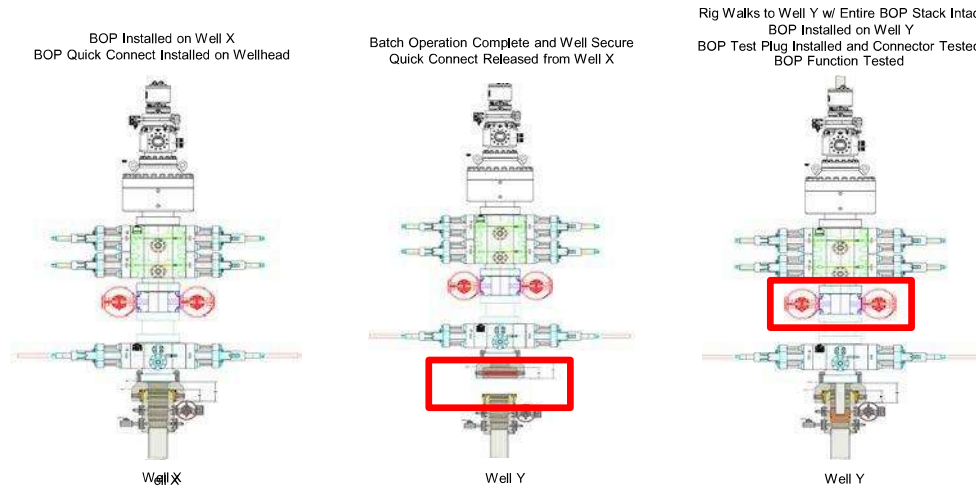 BOP Installed on Well X
BOP Quick Connect Installed on Wellhead
Batch Operation Complete and Well Secure
Quick Connect Released from Well X
Rig Walks to Well Y w/ Entire BOP Stack Intac
BOP Installed on Well Y
BOP Test Plug Installed and Connector Tested
BOP Function Tested
Well X
Well Y
Well Y